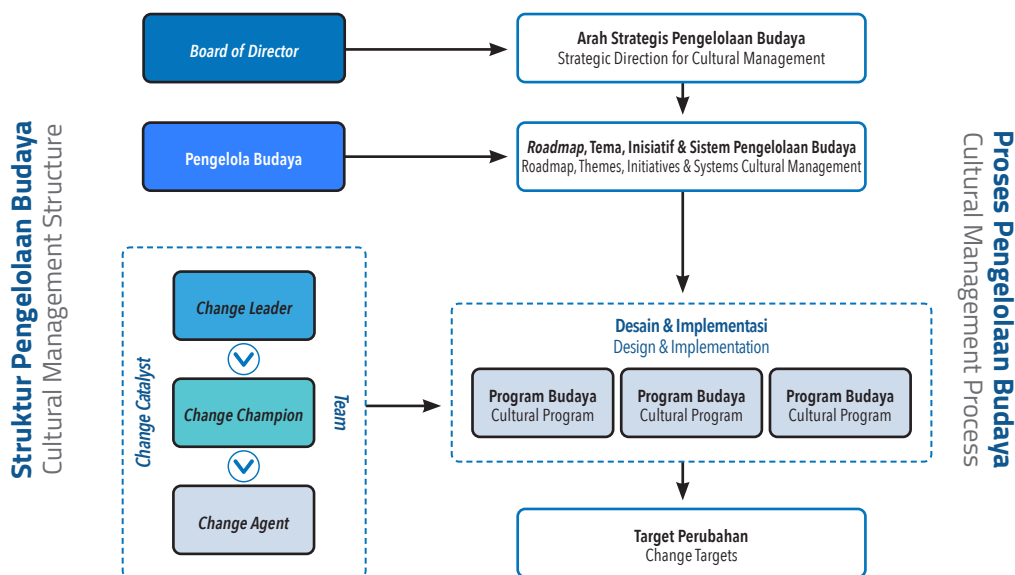 Struktur Pengelolaan Budaya
Cultural Management Structure
Board of Director
Arah Strategis Pengelolaan Budaya
Strategic Direction for Cultural Management
Pengelola Budaya
Roadmap, Tema, Inisiatif & Sistem Pengelolaan Budaya
Roadmap, Themes, Initiatives & Systems Cultural Management
Change Catalyst
Team
Change Leader
Change Champion
Change Agent
Desain & Implementasi
Design & Implementation
Program Budaya
Cultural Program
Program Budaya
Cultural Program
Program Budaya
Cultural Program
Target Perubahan
Change Targets
Proses Pengelolaan Budaya
Cultural Management Process